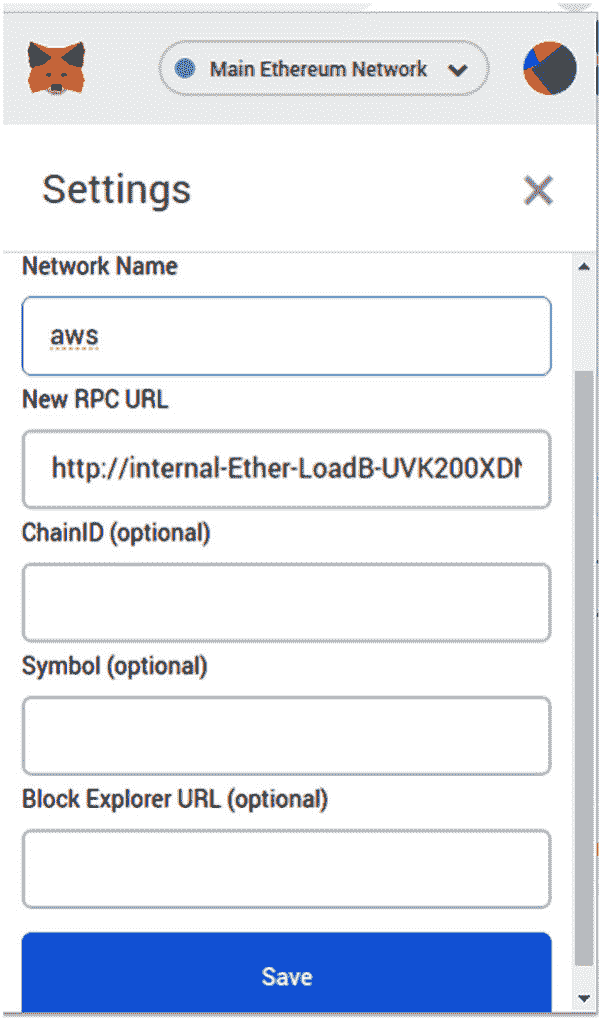 Main Ethereum Network
Settings
Network Name
aws
New RPC URL
http://internal-Ether-LoadB-UVK200XD
ChainID (optional)
Symbol (optional)
Block Explorer URL (optional)
Save